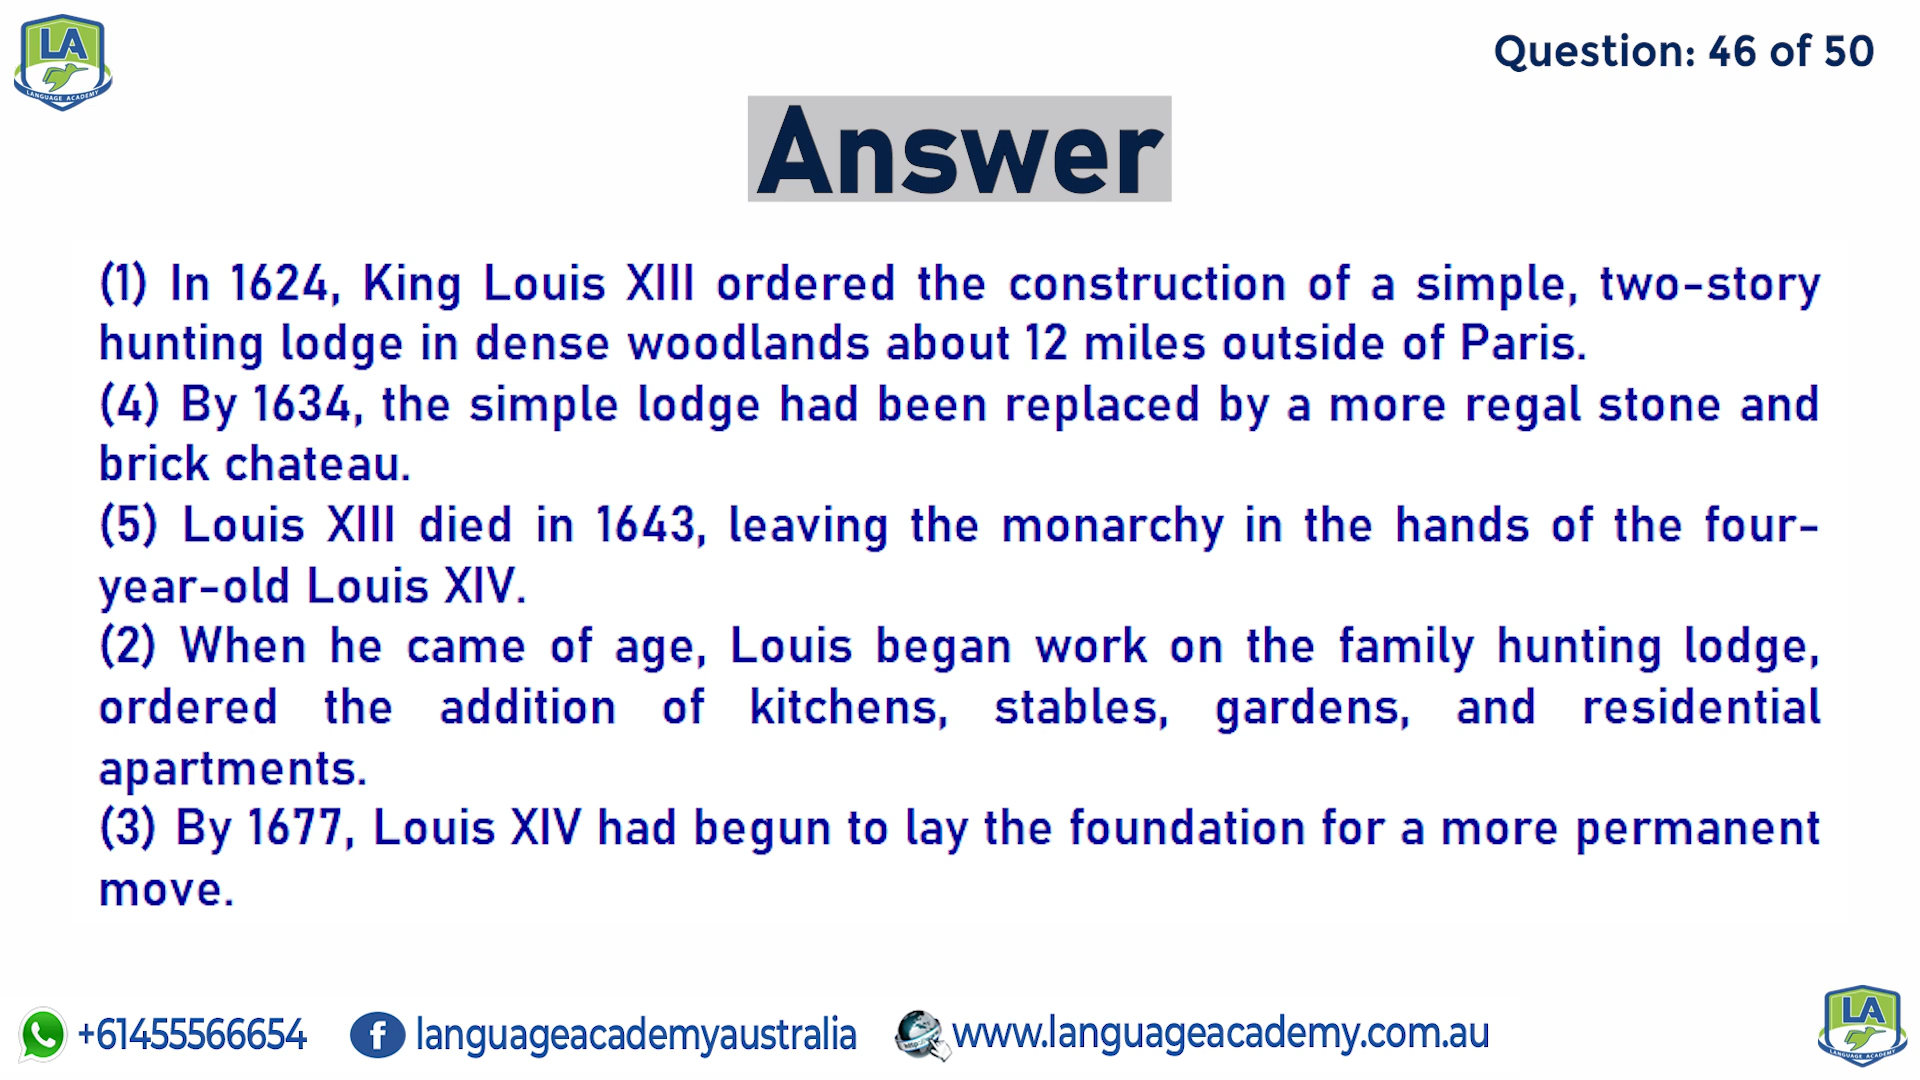 LA
LANGUAGE ACADEMY
Question: 46 of 50
Answer
(1) In 1624, King Louis XIII ordered the construction of a simple, two-story
hunting lodge in dense woodlands about 12 miles outside of Paris.
(4) By 1634, the simple lodge had been replaced by a more regal stone and
brick chateau.
(5) Louis XIII died in 1643, leaving the monarchy in the hands of the four-
year-old Louis XIV.
(2) When he came of age, Louis began work on the family hunting lodge,
ordered the addition of kitchens, stables, gardens, and residential
apartments.
(3) By 1677, Louis XIV had begun to lay the foundation for a more permanent
move.
+61455566654
f
languageacademyaustralia
http://
www.languageacademy.com.au
LA
LANGUAGE ACADEMY